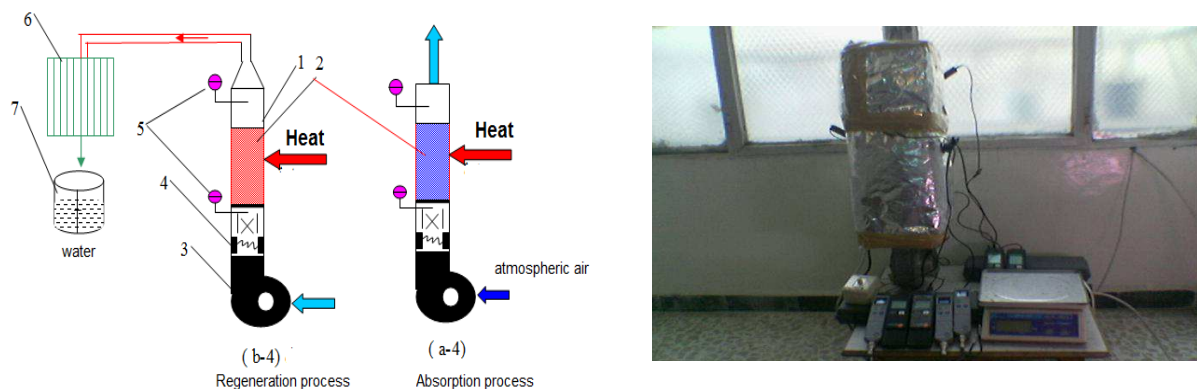 6
7
1
2
5
Heat
Heat
4
water
3
atmospheric air
( b-4)
( a-4)
Regeneration process
Absorption process